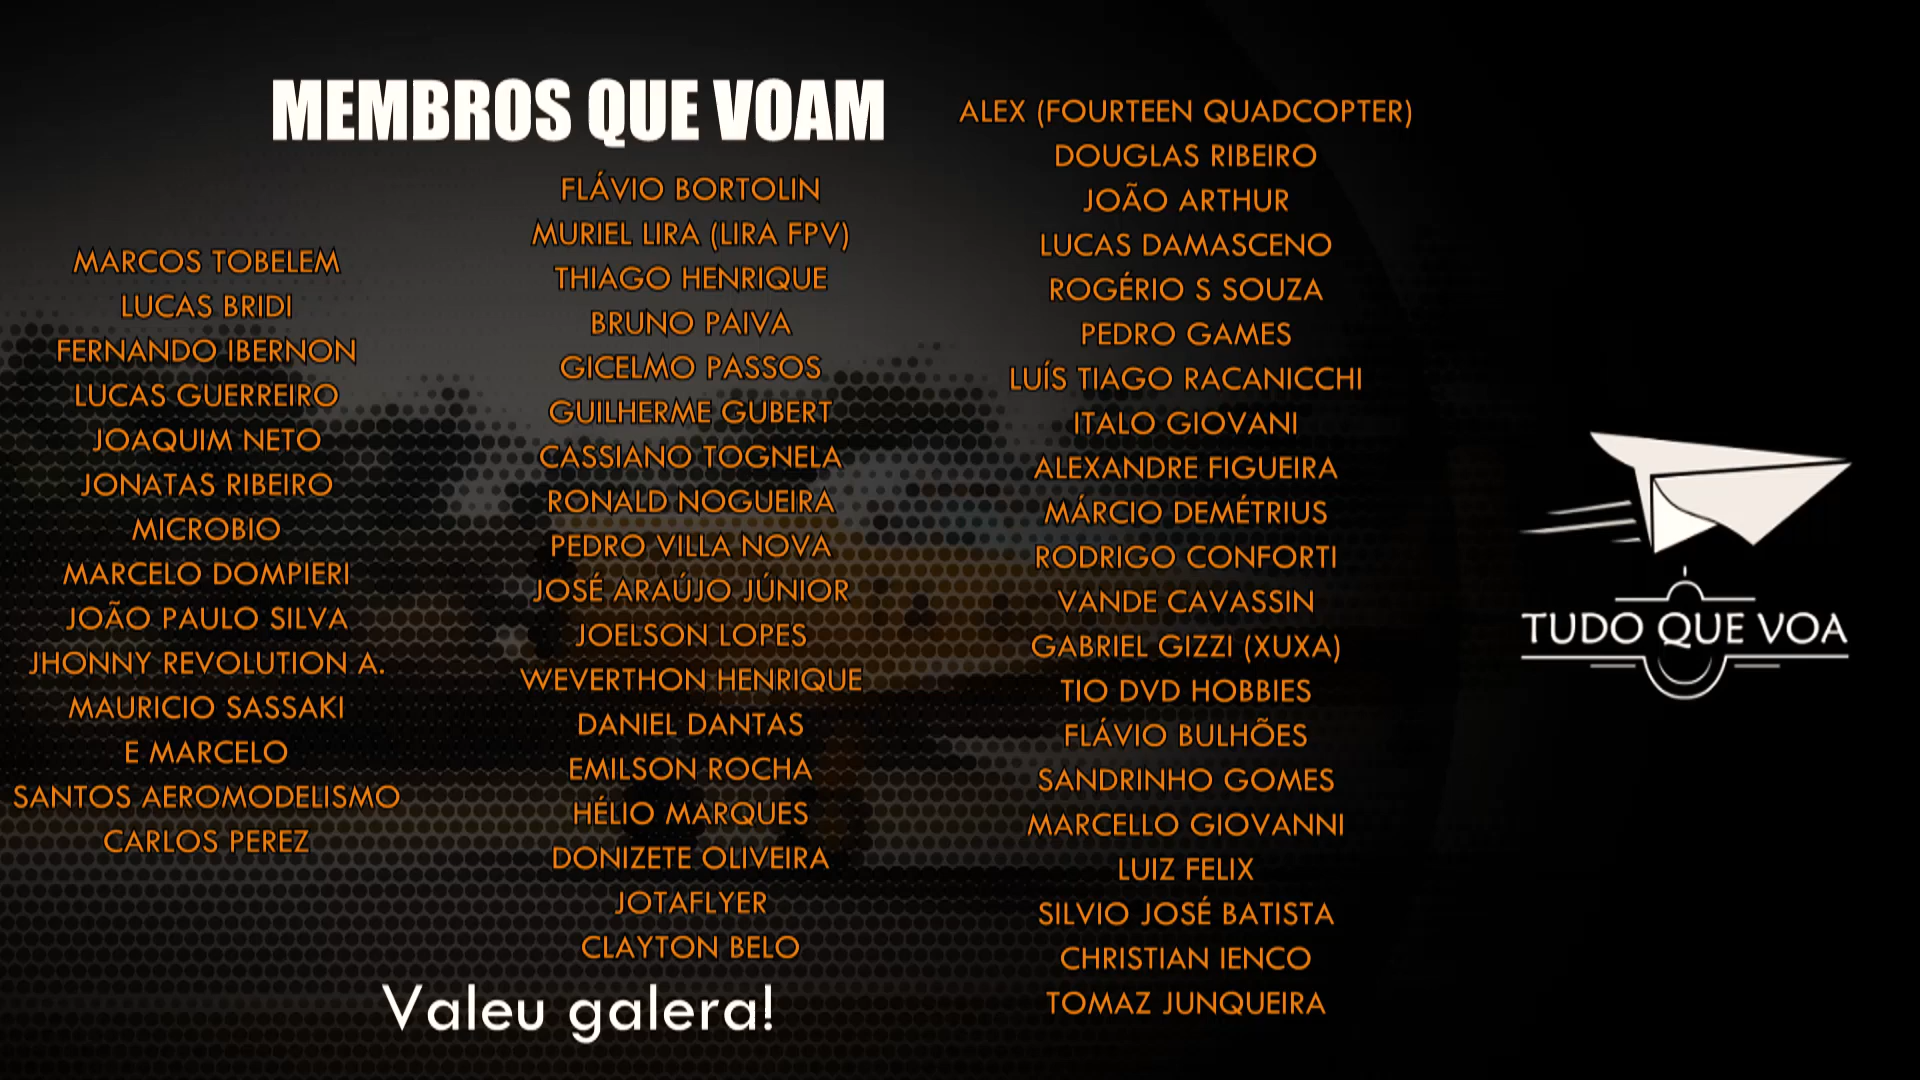 MEMBROS QUE VOAM
MARCOS TOBELEM
LUCAS BRIDI
FERNANDO IBERNON
LUCAS GUERREIRO
JOAQUIM NETO
JONATAS RIBEIRO
MICROBIO
MARCELO DOMPIERI
JOÃO PAULO SILVA
JHONNY REVOLUTION A.
MAURICIO SASSAKI
E MARCELO
SANTOS AEROMODELISMO
CARLOS PEREZ
FLÁVIO BORTOLIN
MURIEL LIRA (LIRA FPV)
THIAGO HENRIQUE
BRUNO PAIVA
GICELMO PASSOS
GUILHERME GUBERT
CASSIANO TOGNELA
RONALD NOGUEIRA
PEDRO VILLA NOVA
JOSÉ ARAÚJO JÚNIOR
JOELSON LOPES
WEVERTHON HENRIQUE
DANIEL DANTAS
EMILSON ROCHA
HÉLIO MARQUES
DONIZETE OLIVEIRA
JOTAFLYER
CLAYTON BELO
ALEX (FOURTEEN QUADCOPTER)
DOUGLAS RIBEIRO
JOÃO ARTHUR
LUCAS DAMASCENO
ROGÉRIO S SOUZA
PEDRO GAMES
LUÍS TIAGO RACANICCHI
ITALO GIOVANI
ALEXANDRE FIGUEIRA
MÁRCIO DEMÉTRIUS
RODRIGO CONFORTI
VANDE CAVASSIN
GABRIEL GIZZI (XUXA)
TIO DVD HOBBIES
FLÁVIO BULHÕES
SANDRINHO GOMES
MARCELLO GIOVANNI
LUIZ FELIX
SILVIO JOSÉ BATISTA
CHRISTIAN IENCO
TOMAZ JUNQUEIRA
Valeu galera!
TUDO QUE VOA